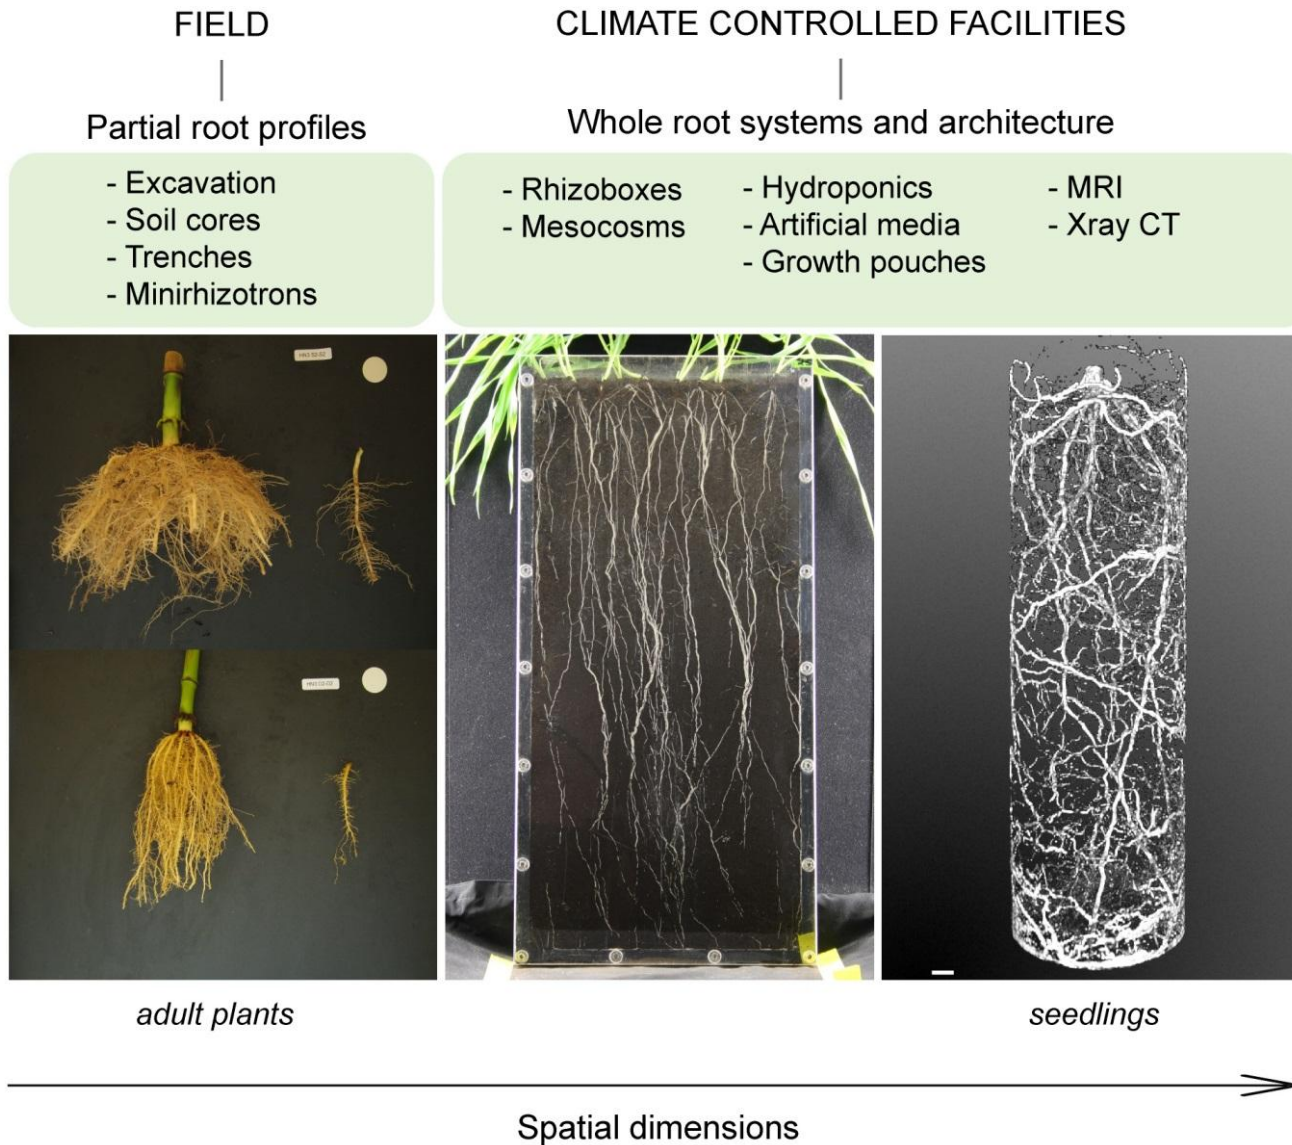 FIELD
CLIMATE CONTROLLED FACILITIES
Partial root profiles
Whole root systems and architecture
- Excavation
- Soil cores
- Trenches
- Minirhizotrons
- Rhizoboxes
- Mesocosms
- Hydroponics
- Artificial media
- Growth pouches
- MRI
- Xray CT
adult plants
seedlings
Spatial dimensions